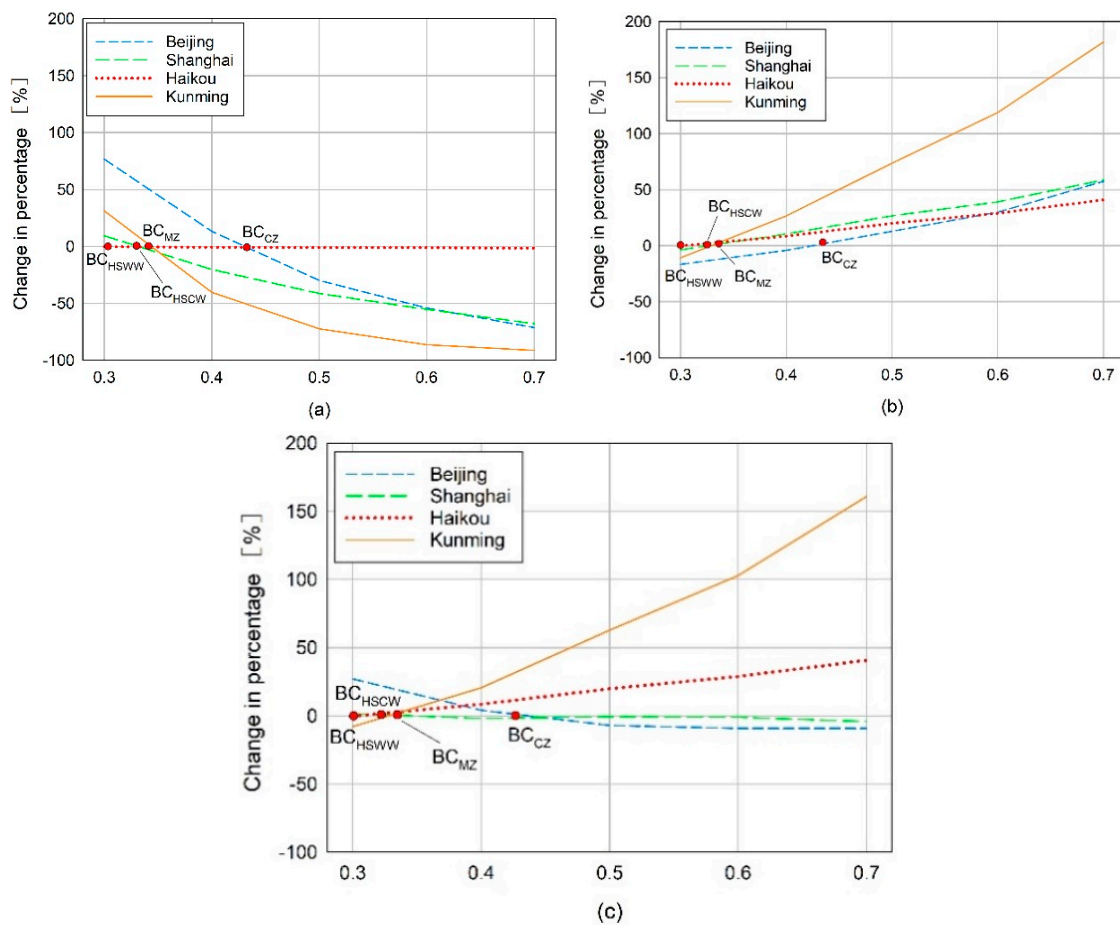 200
150
100
50
0
-50
-100
Change in percentage [%]
Beijing
Shanghai
Haikou
Kunming
BC_MZ
BC_CZ
BC_HSWW
BC_HSCW
0.3 0.4 0.5 0.6 0.7
(a)
200
150
100
50
0
-50
-100
Change in percentage [%]
Beijing
Shanghai
Haikou
Kunming
BC_HSCW
BC_HSWW
BC_MZ
BC_CZ
0.3 0.4 0.5 0.6 0.7
(b)
200
150
100
50
0
-50
-100
Change in percentage [%]
Beijing
Shanghai
Haikou
Kunming
BC_HSCW
BC_HSWW
BC_MZ
BC_CZ
0.3 0.4 0.5 0.6 0.7
(c)